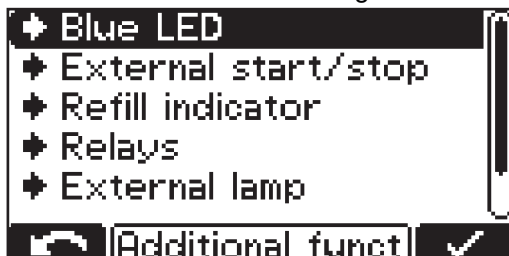 Blue LED
External start/stop
Refill indicator
Relays
External lamp
Additional funct